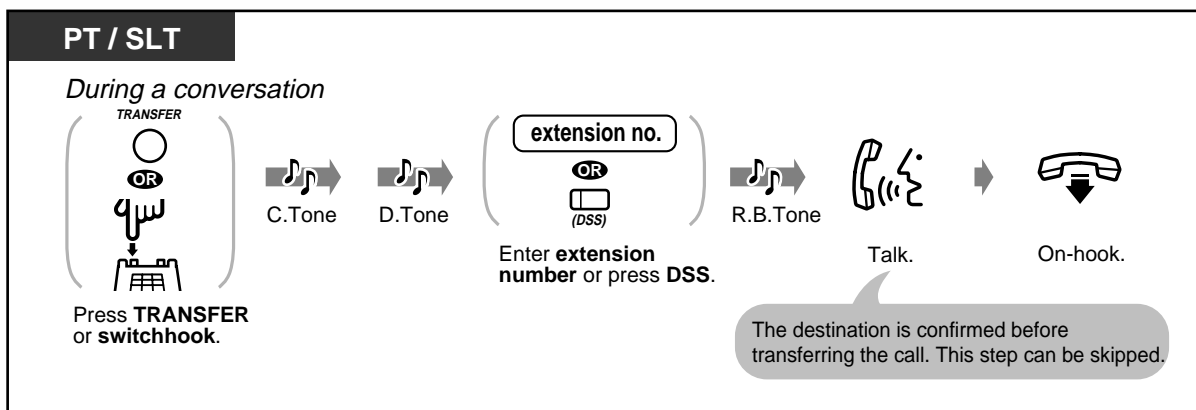 PT / SLT
During a conversation
TRANSFER
OR
Press TRANSFER
or switchhook.
C.Tone
D.Tone
extension no.
OR
(DSS)
Enter extension
number or press DSS.
R.B.Tone
Talk.
On-hook.
The destination is confirmed before
transferring the call. This step can be skipped.